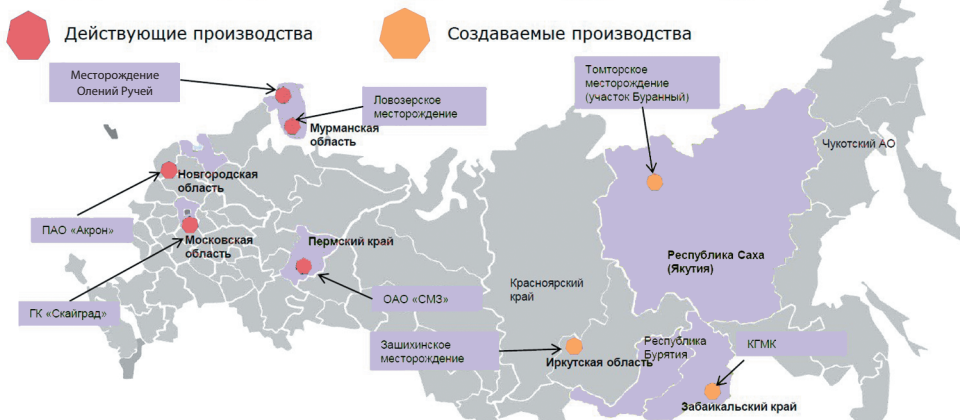 Действующие производства
Создаваемые производства
Месторождение
Олений Ручей
Ловозерское
месторождение
Томторское
месторождение
(участок Буранный)
Мурманская
область
Чукотский АО
Новгородская
область
ПАО «Акрон»
Московская
область
Пермский край
Республика Саха
(Якутия)
ГК «Скайград»
ОАО «СМЗ»
Красноярский
край
Зашихинское
месторождение
Иркутская область
Республика
Бурятия
КГМК
Забайкальский край